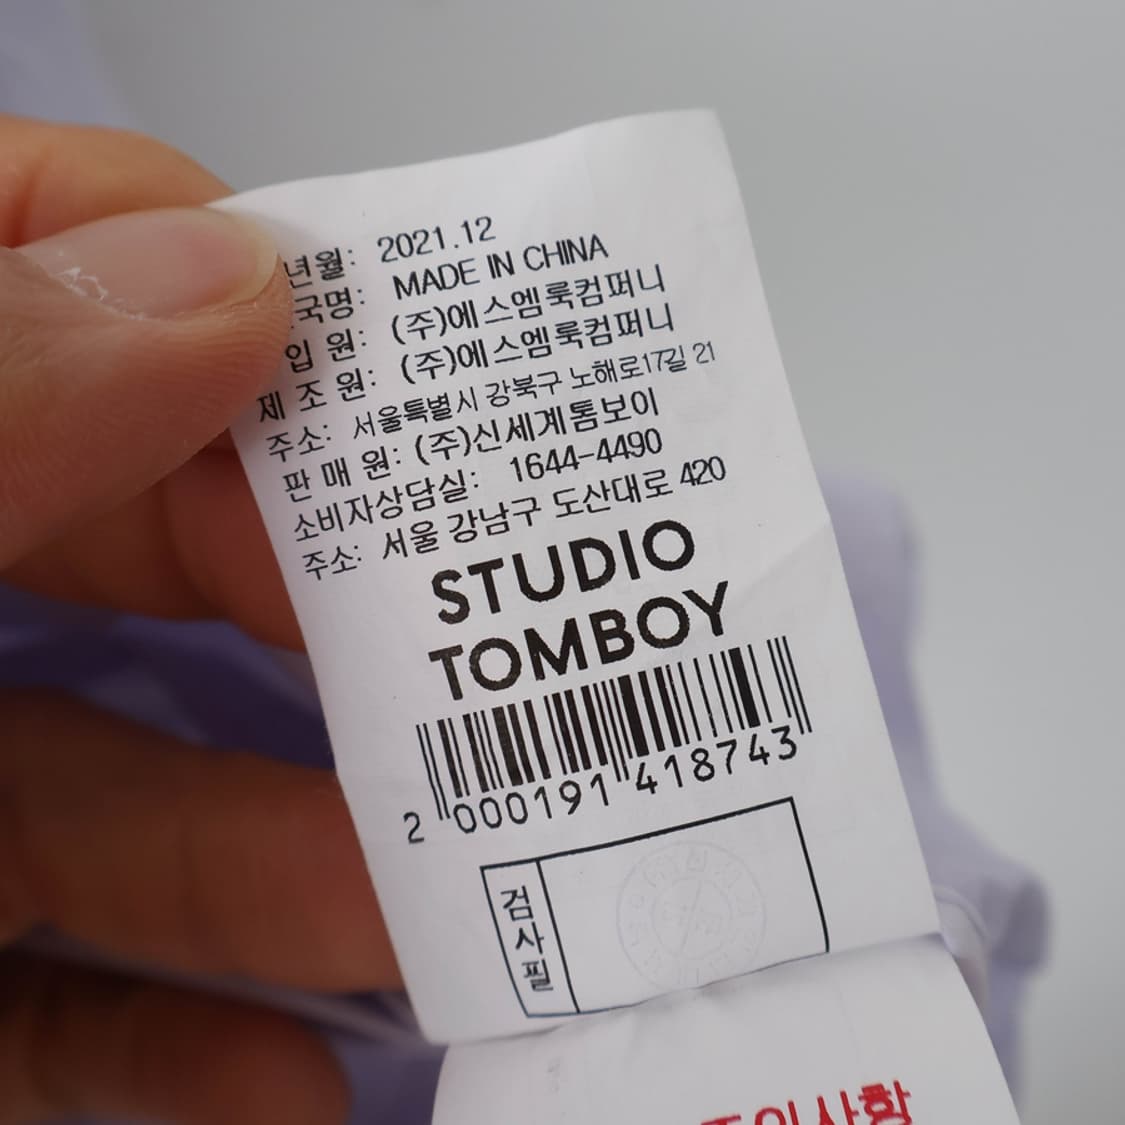 년월: 2021.12
국명: MADE IN CHINA
입 원: (주)에스엠룩컴퍼니
제 조 원: (주)에스엠룩컴퍼니
주소: 서울특별시 강북구 노해로17길 21
판 매 원: (주)신세계톰보이
소비자상담실: 1644-4490
주소: 서울 강남구 도산대로 420
STUDIO
TOMBOY
2 000191 418743
검사필
주의사항